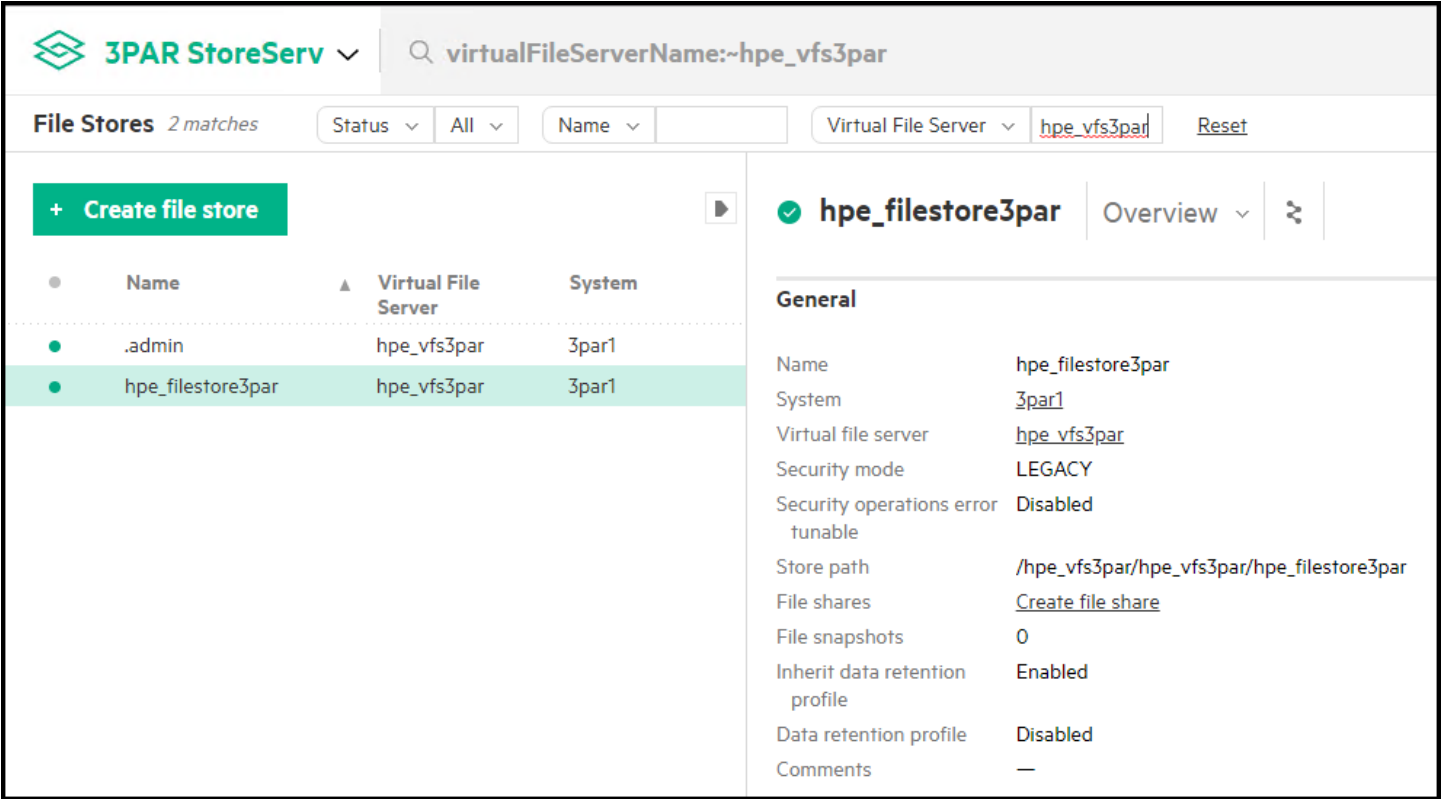 3PAR StoreServ
virtualFileServerName:~hpe_vfs3par
File Stores 2 matches Status All Name Virtual File Server hpe_vfs3par Reset
+ Create file store
Name Virtual File Server System
.admin hpe_vfs3par 3par1
hpe_filestore3par hpe_vfs3par 3par1
hpe_filestore3par Overview
General
Name hpe_filestore3par
System 3par1
Virtual file server hpe_vfs3par
Security mode LEGACY
Security operations error Disabled
tunable
Store path /hpe_vfs3par/hpe_vfs3par/hpe_filestore3par
File shares Create file share
File snapshots 0
Inherit data retention Enabled
profile
Data retention profile Disabled
Comments —